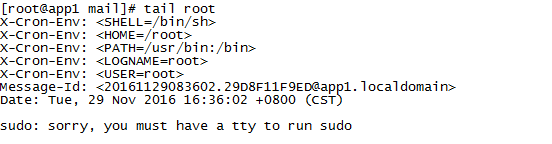 [root@app1 mail]# tail root
X-Cron-Env: <SHELL=/bin/sh>
X-Cron-Env: <HOME=/root>
X-Cron-Env: <PATH=/usr/bin:/bin>
X-Cron-Env: <LOGNAME=root>
X-Cron-Env: <USER=root>
Message-Id: <20161129083602.29D8F11F9ED@app1.localdomain>
Date: Tue, 29 Nov 2016 16:36:02 +0800 (CST)
sudo: sorry, you must have a tty to run sudo